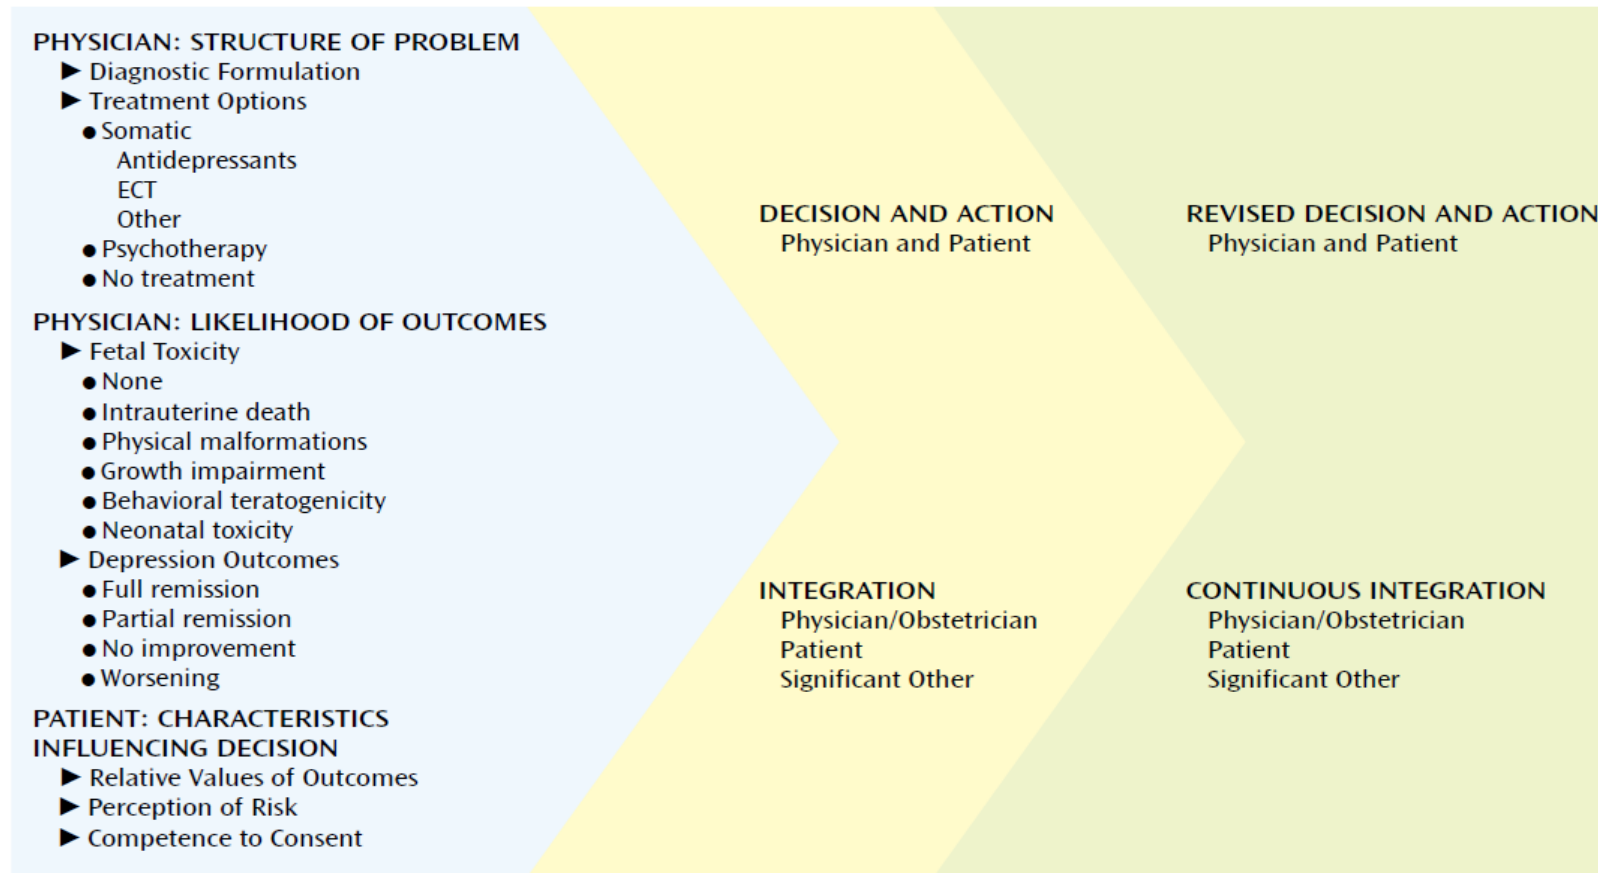 PHYSICIAN: STRUCTURE OF PROBLEM
► Diagnostic Formulation
► Treatment Options
● Somatic
Antidepressants
ECT
Other
● Psychotherapy
● No treatment
PHYSICIAN: LIKELIHOOD OF OUTCOMES
► Fetal Toxicity
● None
● Intrauterine death
● Physical malformations
● Growth impairment
● Behavioral teratogenicity
● Neonatal toxicity
► Depression Outcomes
● Full remission
● Partial remission
● No improvement
● Worsening
PATIENT: CHARACTERISTICS
INFLUENCING DECISION
► Relative Values of Outcomes
► Perception of Risk
► Competence to Consent
DECISION AND ACTION
Physician and Patient
INTEGRATION
Physician/Obstetrician
Patient
Significant Other
REVISED DECISION AND ACTION
Physician and Patient
CONTINUOUS INTEGRATION
Physician/Obstetrician
Patient
Significant Other